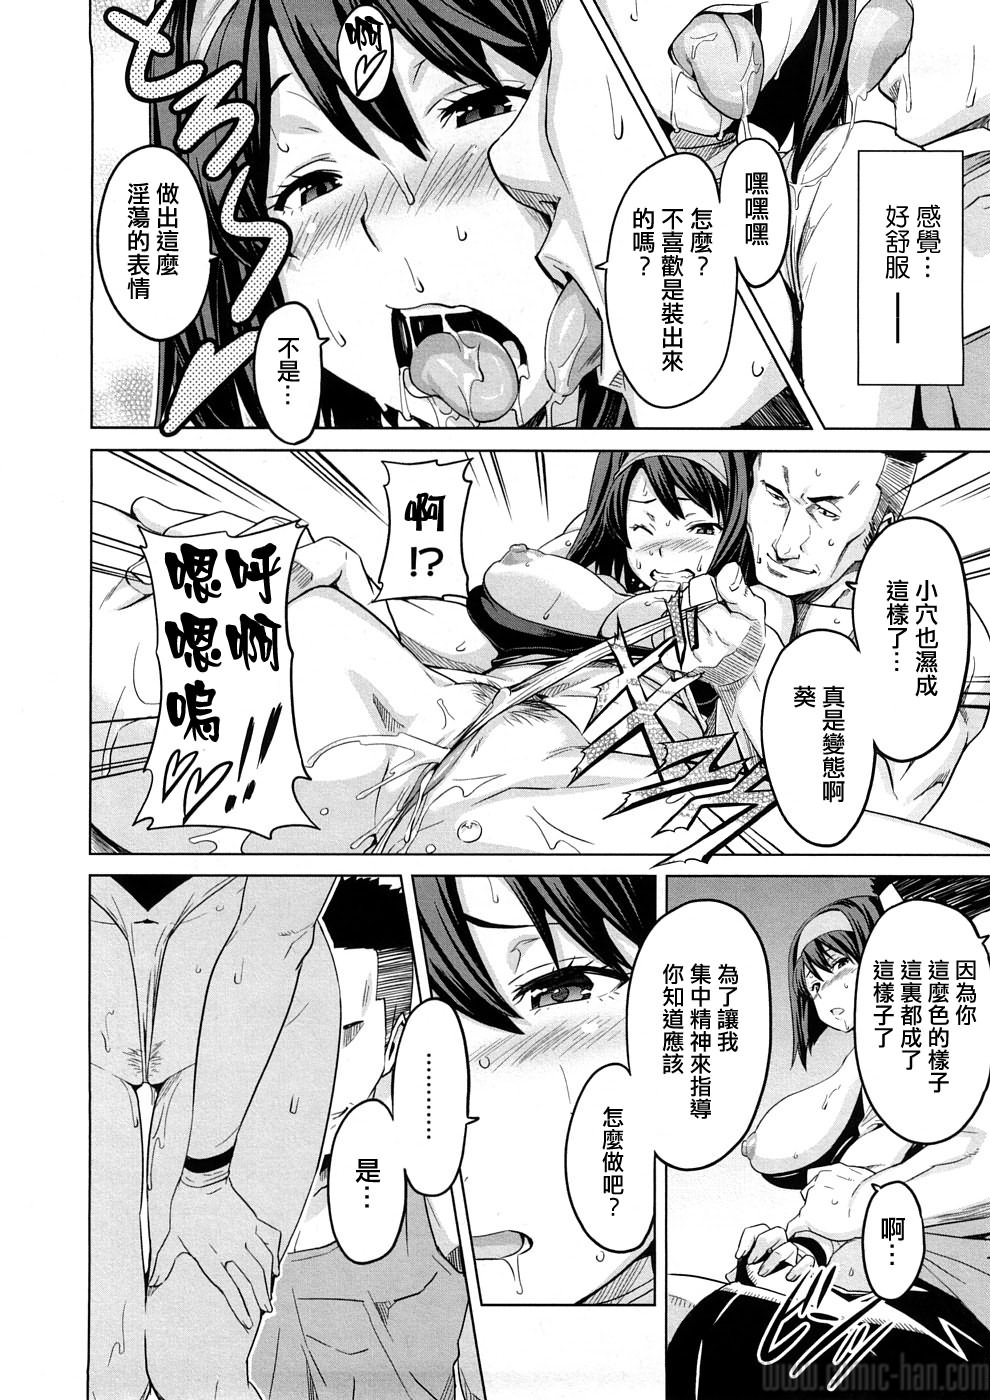 感覺…
好舒服
——
嘿嘿嘿
怎麼？
不喜歡是裝出來
的嗎？
啊啊♡
不是…
做出這麼
淫蕩的表情
小穴也濕成
這樣了…
真是變態啊
葵
啊!?
呼啊!!
嗯嗯嗚♡♡
因為你
這麼色的樣子
這裏都成了
這樣子了
啊…
為了讓我
集中精神來指導
你知道應該
怎麼做吧？
…………
是…
www.comic-han.com